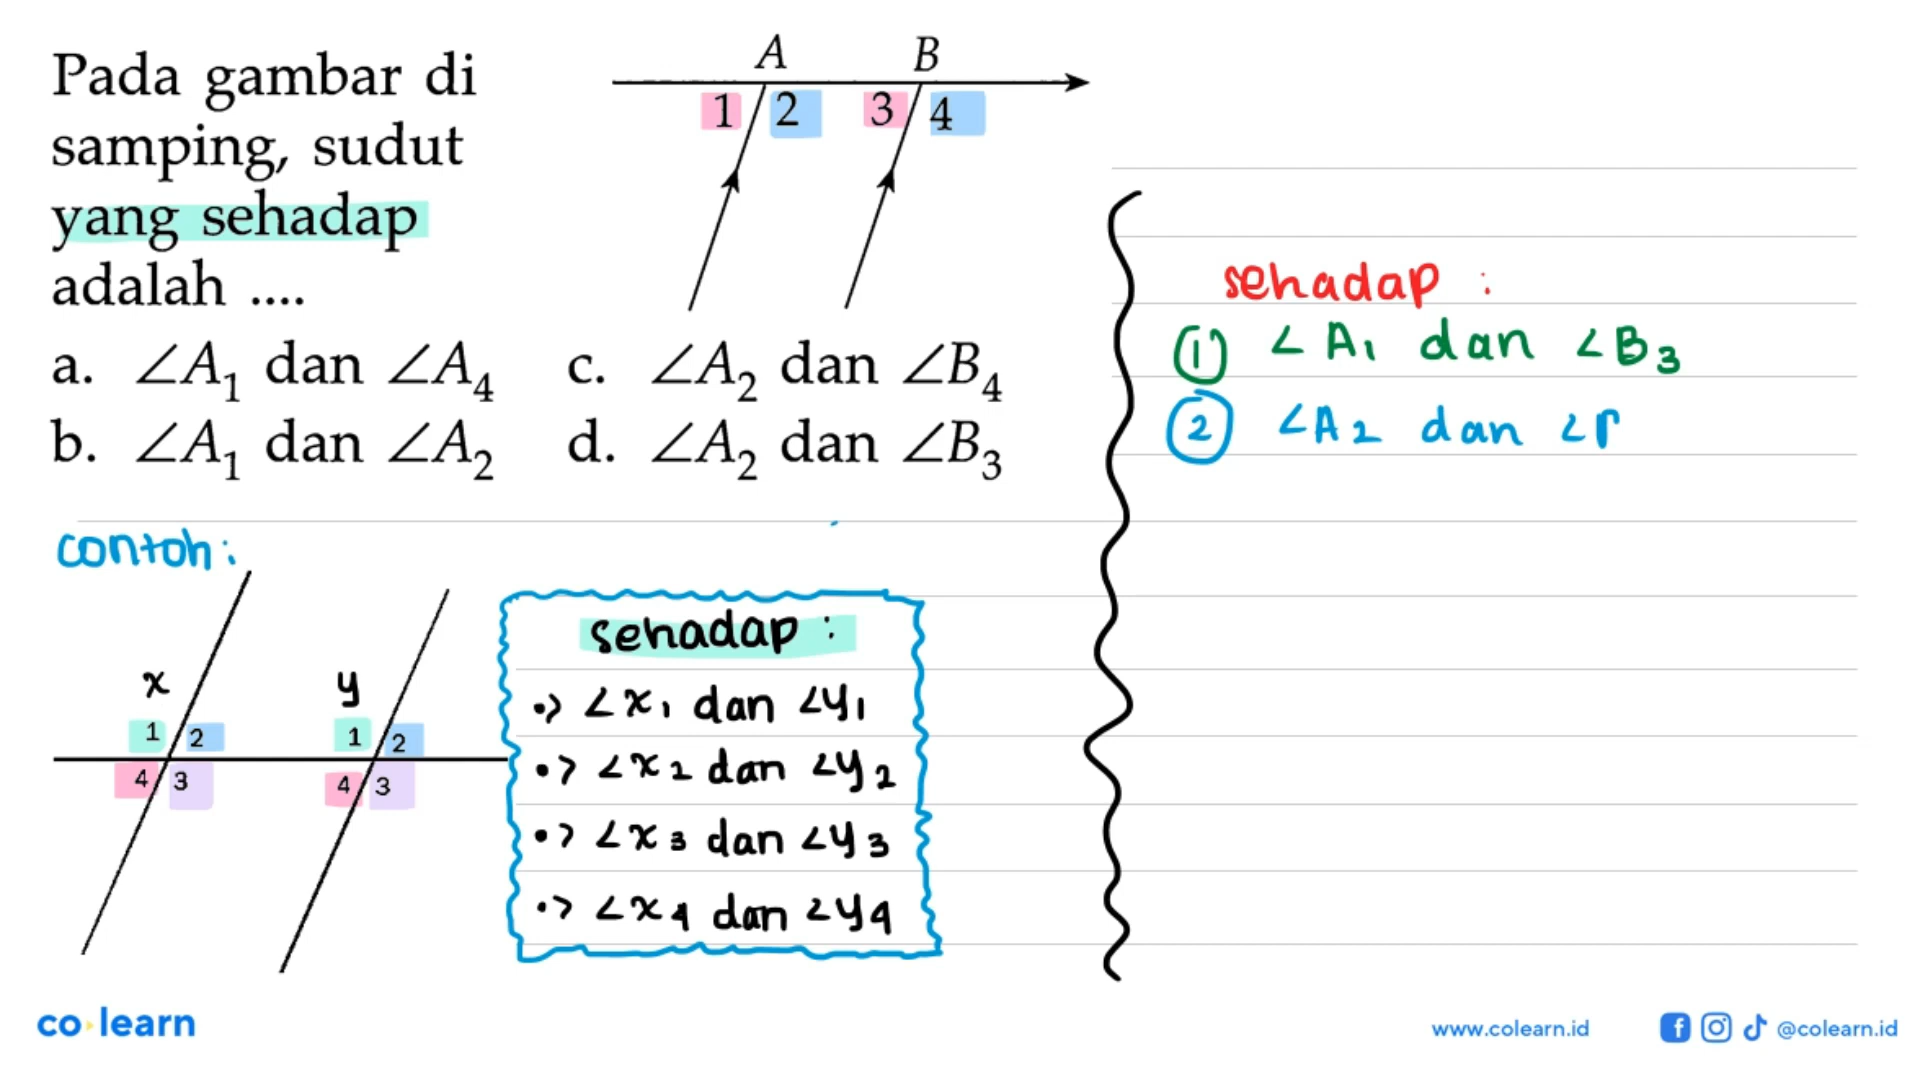 Pada gambar di
samping, sudut
yang sehadap
adalah ....
A B
1 2 3 4
a. ∠A₁ dan ∠A₄ c. ∠A₂ dan ∠B₄
b. ∠A₁ dan ∠A₂ d. ∠A₂ dan ∠B₃
contoh:
x y
1 2 1 2
4 3 4 3
sehadap :
•> ∠x₁ dan ∠y₁
•> ∠x₂ dan ∠y₂
•> ∠x₃ dan ∠y₃
•> ∠x₄ dan ∠y₄
sehadap :
① ∠A₁ dan ∠B₃
② ∠A₂ dan ∠
co learn
www.colearn.id @colearn.id